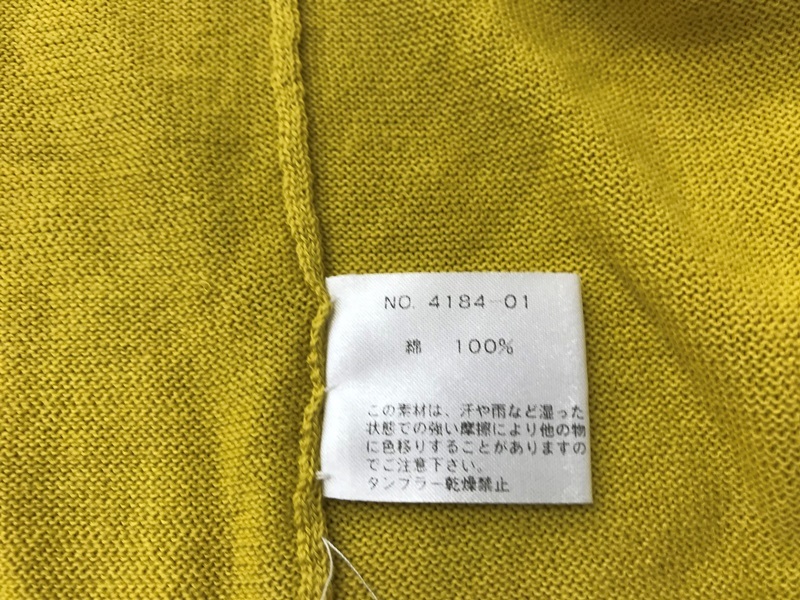 NO. 4184-01
綿 100%
この素材は、汗や雨など湿った
状態での強い摩擦により他の物
に色移りすることがありますの
でご注意下さい。
タンブラー乾燥禁止